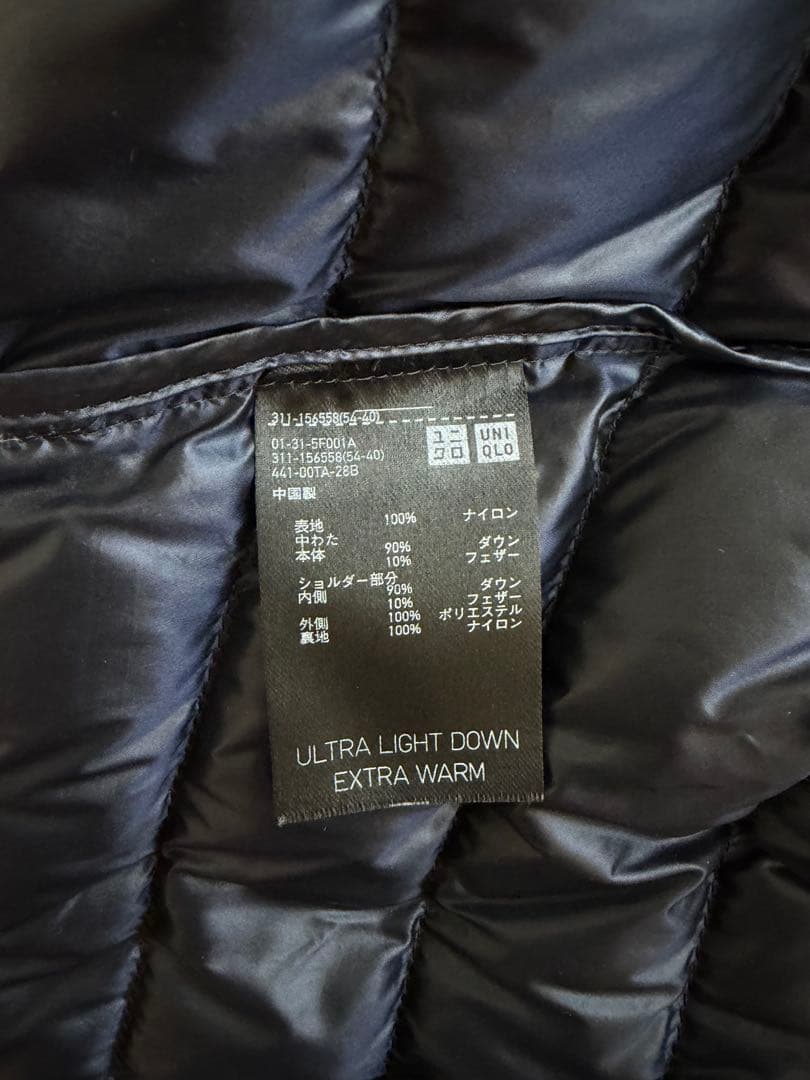 311-156558(54-40)
01-31-5F001A
311-156558(54-40)
441-00TA-28B
ユニ
クロ
UNI
QLO
中国製
表地 100% ナイロン
中わた
本体 90% ダウン
10% フェザー
ショルダー部分
内側 90% ダウン
10% フェザー
外側 100% ポリエステル
裏地 100% ナイロン
ULTRA LIGHT DOWN
EXTRA WARM